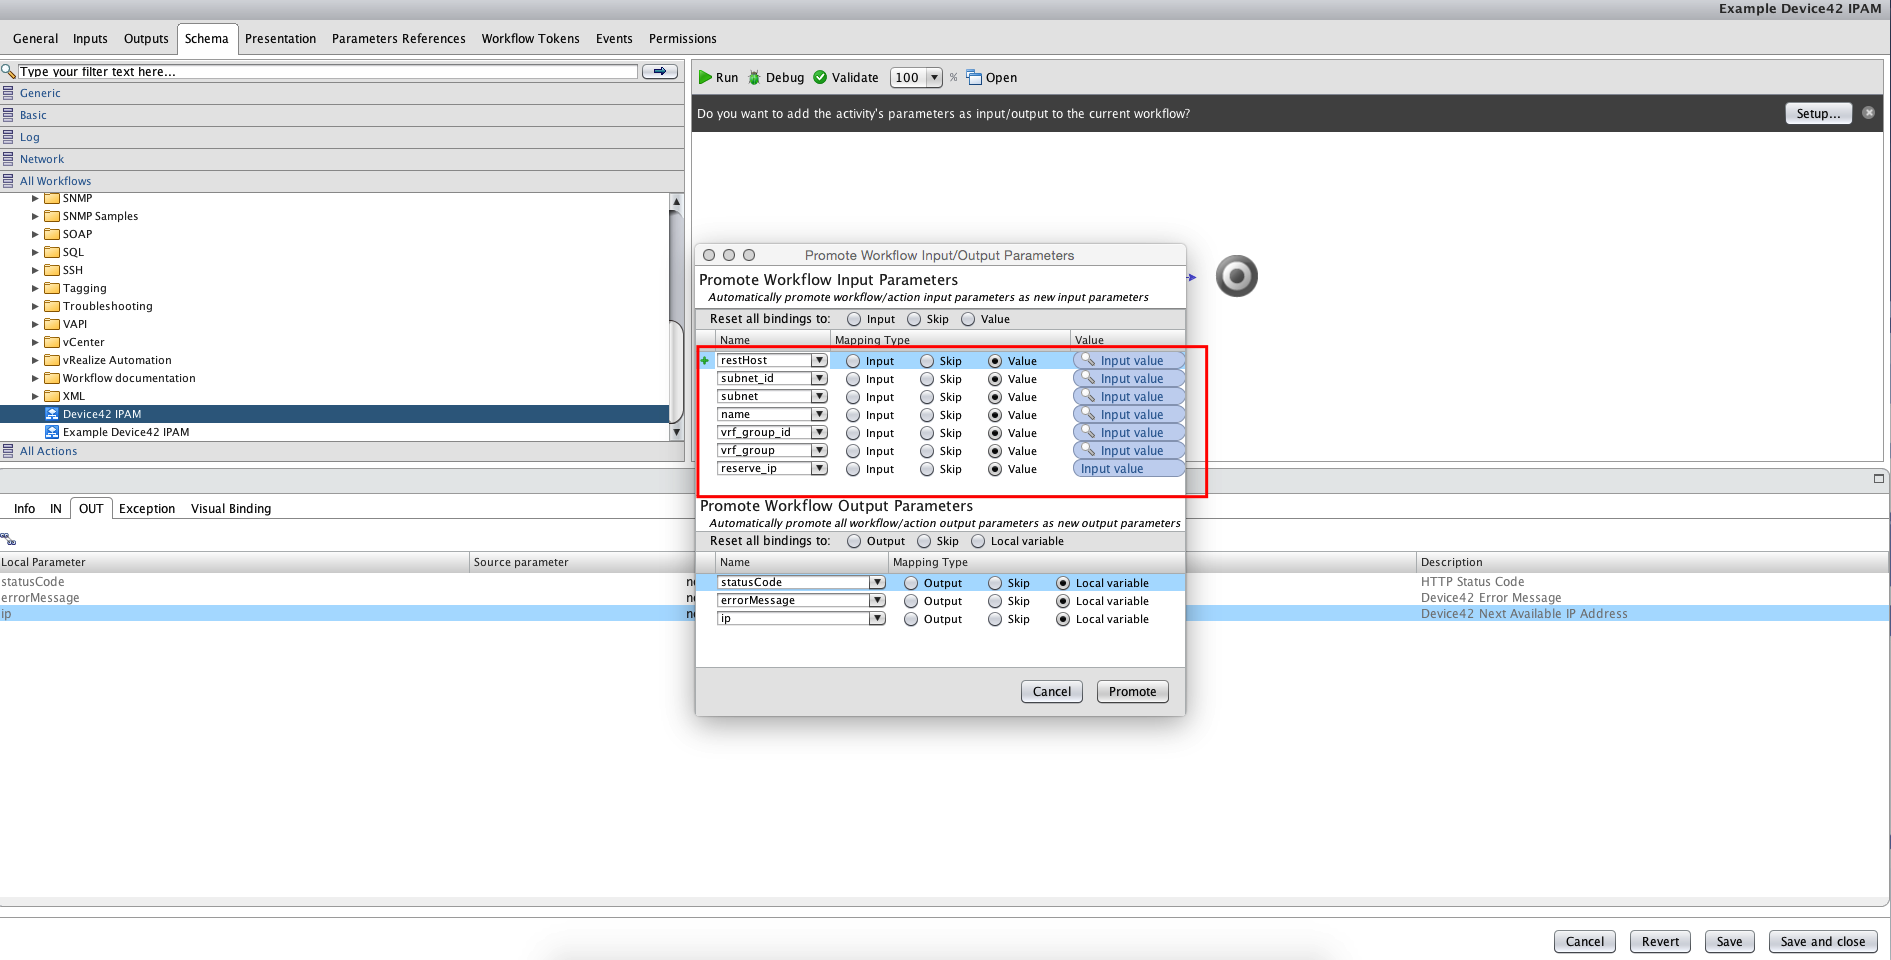 Example Device42 IPAM
General Inputs Outputs Schema Presentation Parameters References Workflow Tokens Events Permissions
Type your filter text here...
Generic
Basic
Log
Network
All Workflows
SNMP
SNMP Samples
SOAP
SQL
SSH
Tagging
Troubleshooting
VAPI
vCenter
vRealize Automation
Workflow documentation
XML
Device42 IPAM
Example Device42 IPAM
All Actions
Run Debug Validate 100 % Open
Do you want to add the activity's parameters as input/output to the current workflow? Setup...
Promote Workflow Input/Output Parameters
Promote Workflow Input Parameters
Automatically promote workflow/action input parameters as new input parameters
Reset all bindings to: Input Skip Value
Name Mapping Type Value
restHost Input Skip Value Input value
subnet_id Input Skip Value Input value
subnet Input Skip Value Input value
name Input Skip Value Input value
vrf_group_id Input Skip Value Input value
vrf_group Input Skip Value Input value
reserve_ip Input Skip Value Input value
Promote Workflow Output Parameters
Automatically promote all workflow/action output parameters as new output parameters
Reset all bindings to: Output Skip Local variable
Name Mapping Type
statusCode Output Skip Local variable
errorMessage Output Skip Local variable
ip Output Skip Local variable
Cancel Promote
Info IN OUT Exception Visual Binding
Local Parameter Source parameter Description
statusCode HTTP Status Code
errorMessage Device42 Error Message
ip Device42 Next Available IP Address
Cancel Revert Save Save and close